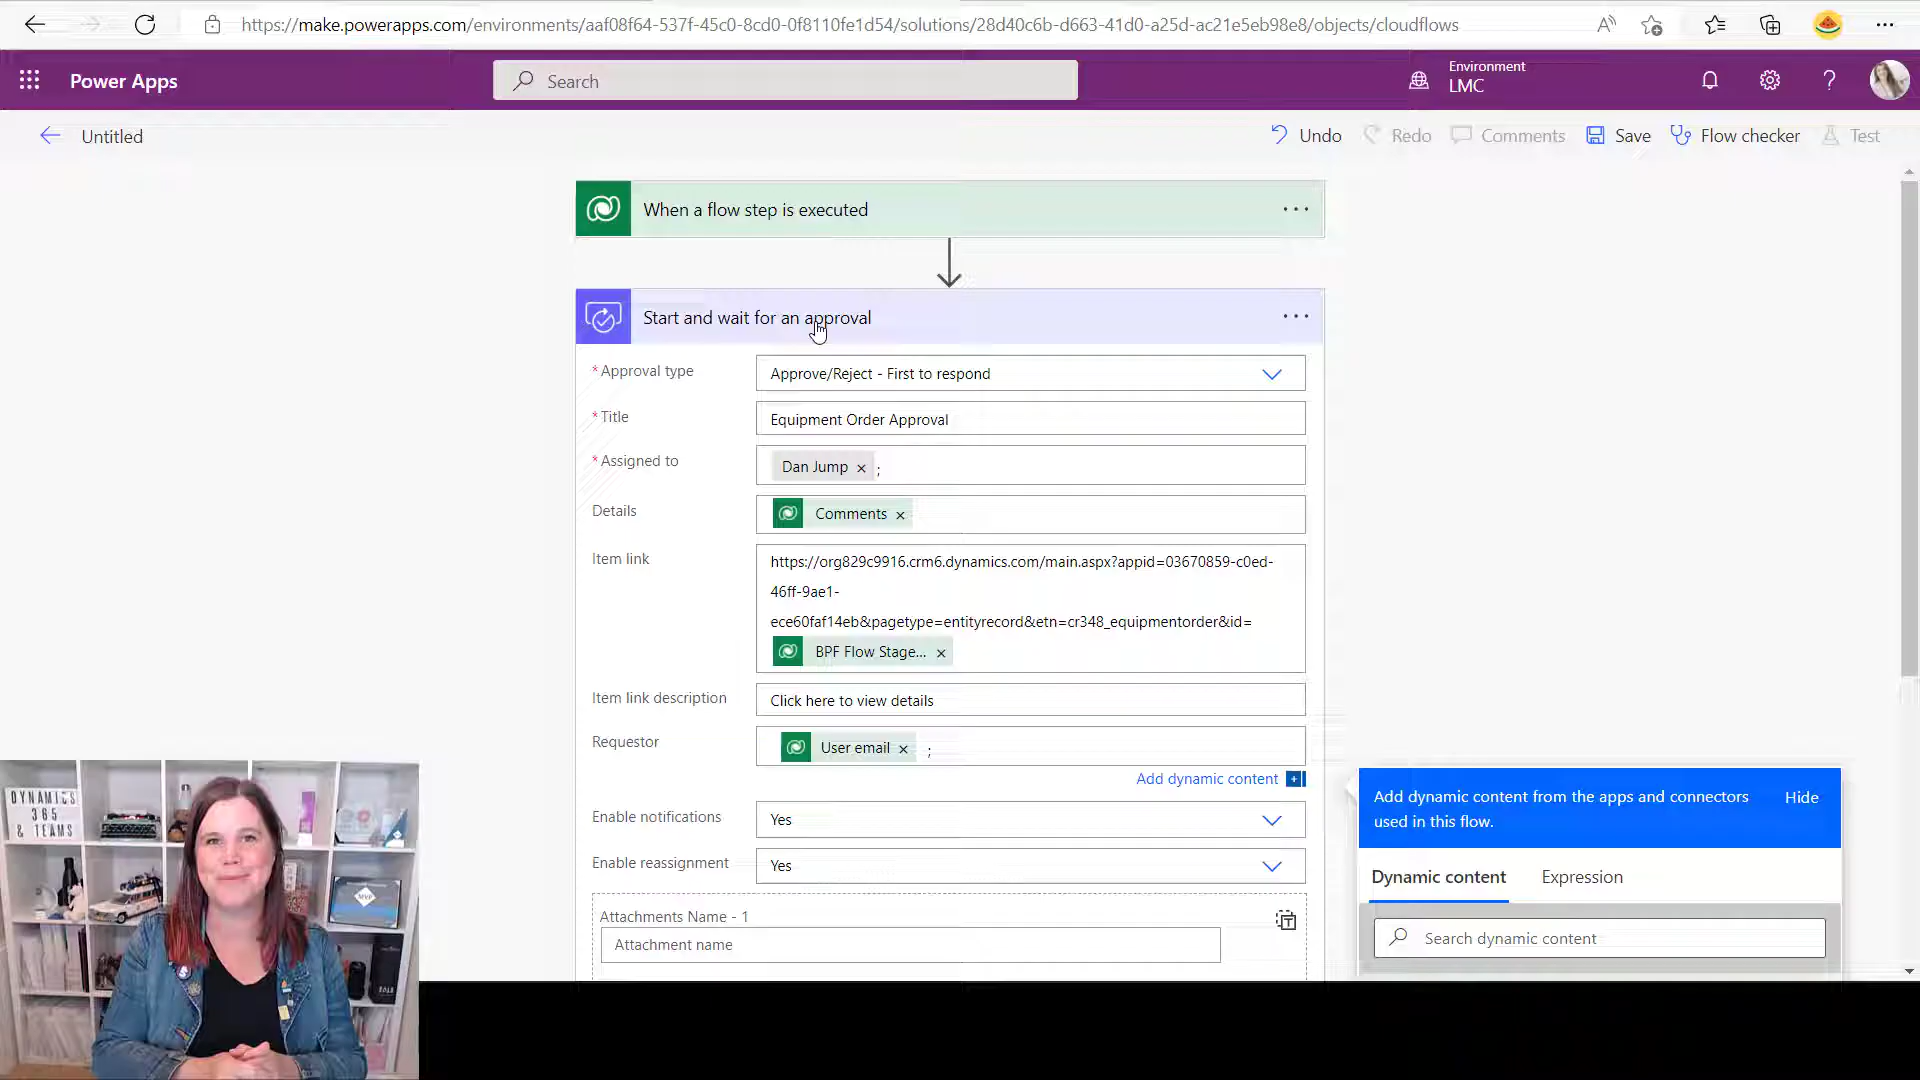 https://make.powerapps.com/environments/aaf08f64-537f-45c0-8cd0-0f8110fe1d54/solutions/28d40c6b-d663-41d0-a25d-ac21e5eb98e8/objects/cloudflows
Power Apps
Search
Environment
LMC
Untitled
Undo
Redo
Comments
Save
Flow checker
Test
When a flow step is executed
Start and wait for an approval
* Approval type
Approve/Reject - First to respond
* Title
Equipment Order Approval
* Assigned to
Dan Jump × ;
Details
Comments ×
Item link
https://org829c9916.crm6.dynamics.com/main.aspx?appid=03670859-c0ed-
46ff-9ae1-
ece60faf14eb&pagetype=entityrecord&etn=cr348_equipmentorder&id=
BPF Flow Stage... ×
Item link description
Click here to view details
Requestor
User email × ;
Add dynamic content
Enable notifications
Yes
Enable reassignment
Yes
Attachments Name - 1
Attachment name
Add dynamic content from the apps and connectors
used in this flow.
Hide
Dynamic content
Expression
Search dynamic content
DYNAMICS
365
& TEAMS
MVP